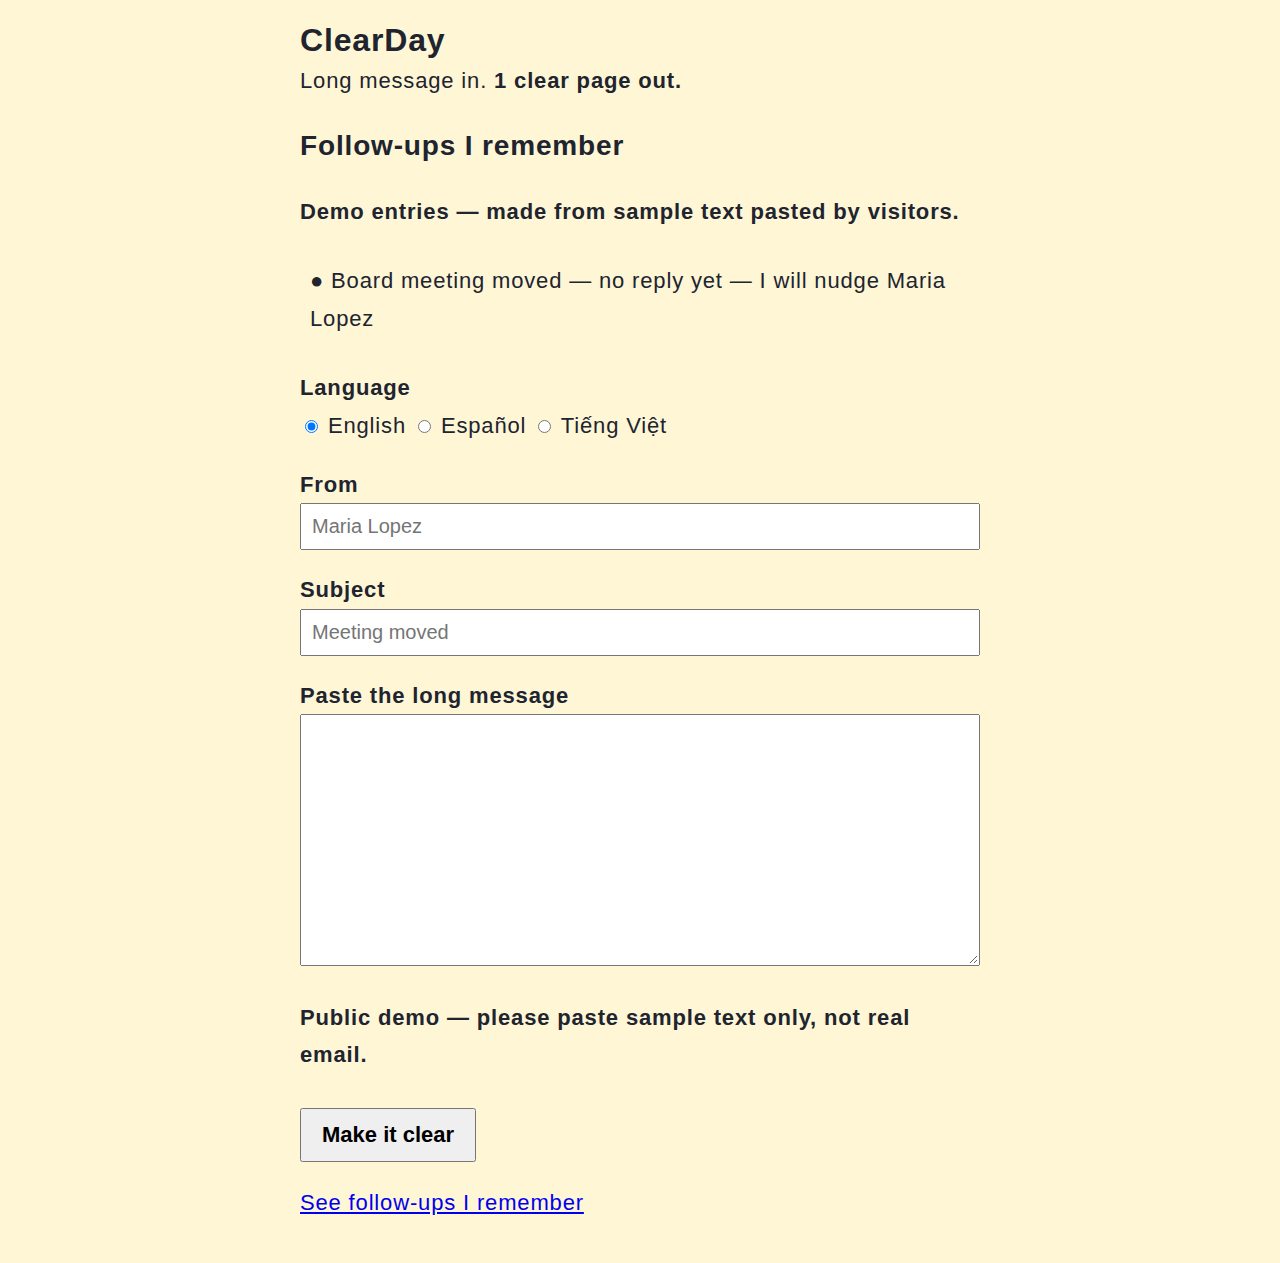 ClearDay
Long message in. 1 clear page out.
Follow-ups I remember
Demo entries — made from sample text pasted by visitors.
● Board meeting moved — no reply yet — I will nudge Maria
Lopez
Language
English Español Tiếng Việt
From
Maria Lopez
Subject
Meeting moved
Paste the long message
Public demo — please paste sample text only, not real
email.
Make it clear
See follow-ups I remember